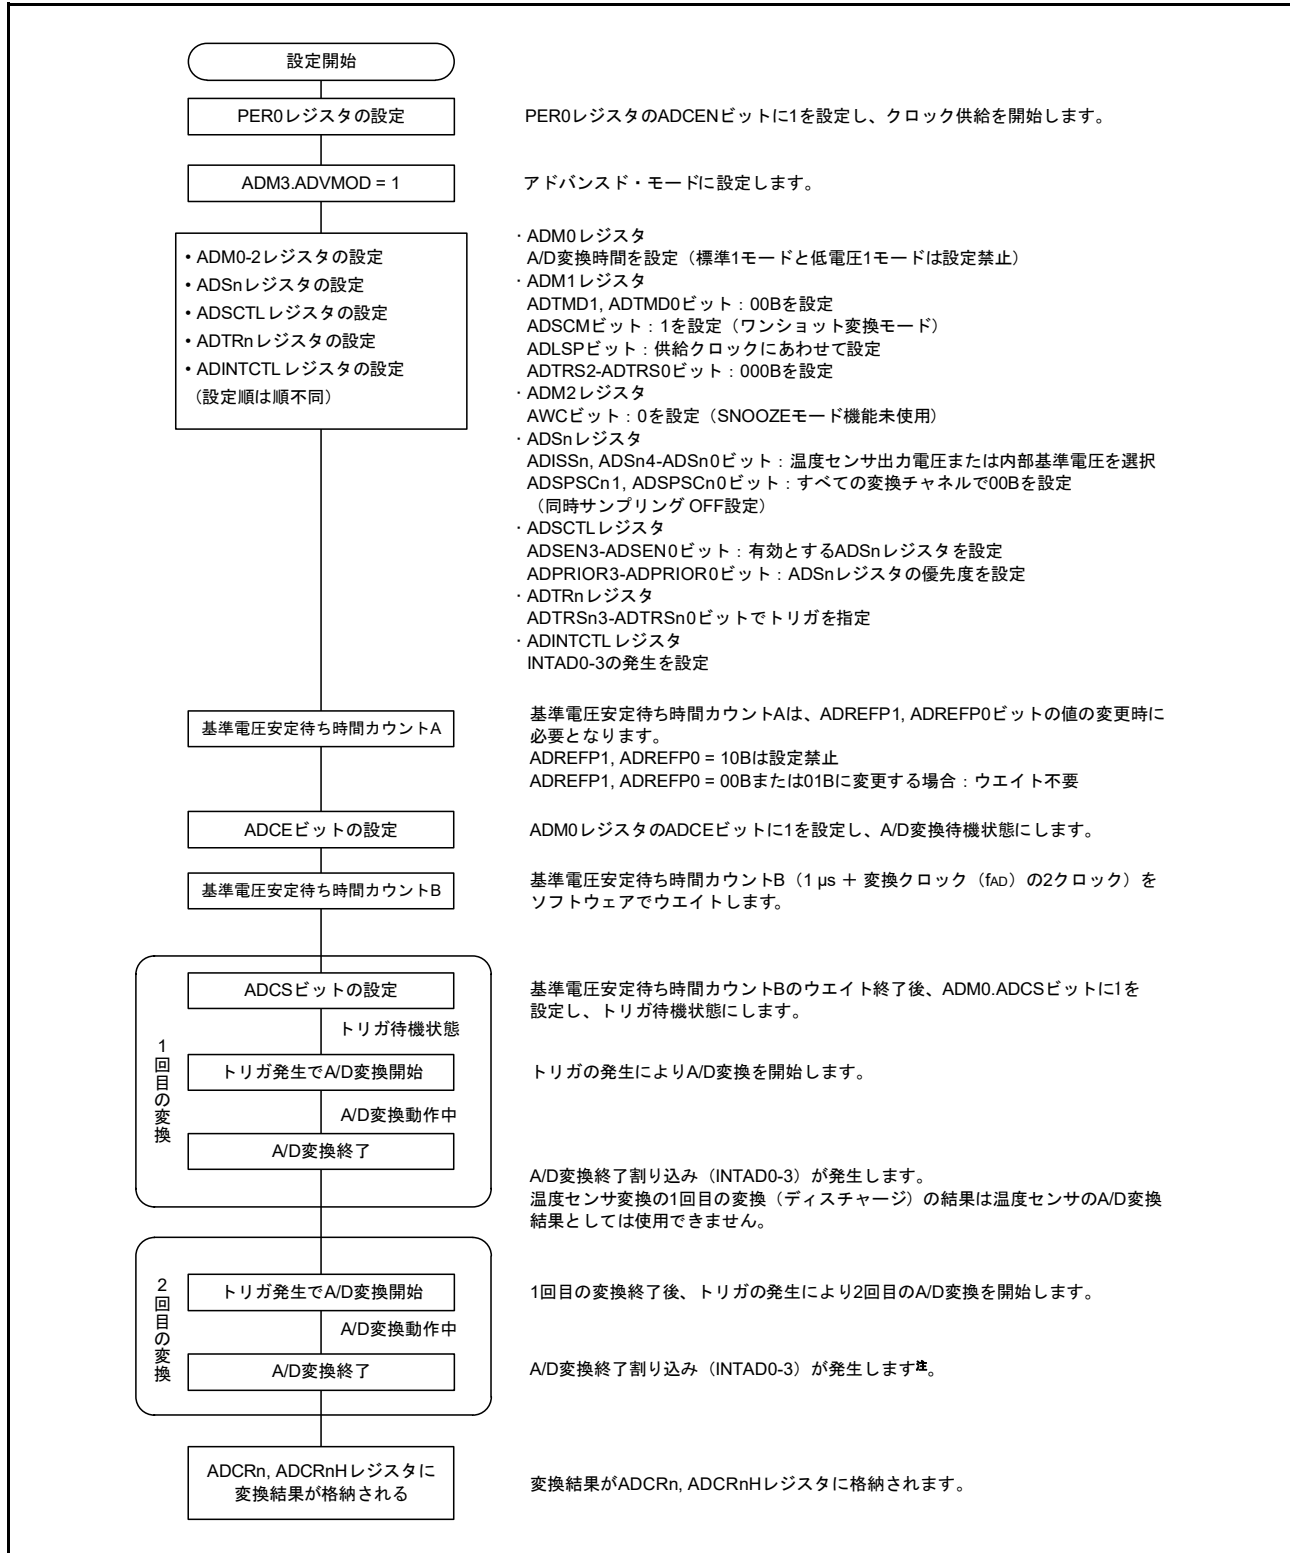 設定開始
PER0レジスタの設定
PER0レジスタのADCENビットに1を設定し、クロック供給を開始します。
ADM3.ADVMOD = 1
アドバンスド・モードに設定します。
• ADM0-2レジスタの設定
• ADSnレジスタの設定
• ADSCTLレジスタの設定
• ADTRnレジスタの設定
• ADINTCTLレジスタの設定
（設定順は順不同）
・ADM0レジスタ
A/D変換時間を設定（標準1モードと低電圧1モードは設定禁止）
・ADM1レジスタ
ADTMD1, ADTMD0ビット：00Bを設定
ADSCMビット：1を設定（ワンショット変換モード）
ADLSPビット：供給クロックにあわせて設定
ADTRS2-ADTRS0ビット：000Bを設定
・ADM2レジスタ
AWCビット：0を設定（SNOOZEモード機能未使用）
・ADSnレジスタ
ADISSn, ADSn4-ADSn0ビット：温度センサ出力電圧または内部基準電圧を選択
ADSPSCn1, ADSPSCn0ビット：すべての変換チャネルで00Bを設定
（同時サンプリング OFF設定）
・ADSCTLレジスタ
ADSEN3-ADSEN0ビット：有効とするADSnレジスタを設定
ADPRIOR3-ADPRIOR0ビット：ADSnレジスタの優先度を設定
・ADTRnレジスタ
ADTRSn3-ADTRSn0ビットでトリガを指定
・ADINTCTLレジスタ
INTAD0-3の発生を設定
基準電圧安定待ち時間カウントA
基準電圧安定待ち時間カウントAは、ADREFP1, ADREFP0ビットの値の変更時に
必要となります。
ADREFP1, ADREFP0 = 10Bは設定禁止
ADREFP1, ADREFP0 = 00Bまたは01Bに変更する場合：ウエイト不要
ADCEビットの設定
ADM0レジスタのADCEビットに1を設定し、A/D変換待機状態にします。
基準電圧安定待ち時間カウントB
基準電圧安定待ち時間カウントB（1 µs ＋ 変換クロック（fAD）の2クロック）を
ソフトウェアでウエイトします。
1回目の変換
ADCSビットの設定
基準電圧安定待ち時間カウントBのウエイト終了後、ADM0.ADCSビットに1を
設定し、トリガ待機状態にします。
トリガ待機状態
トリガ発生でA/D変換開始
トリガの発生によりA/D変換を開始します。
A/D変換動作中
A/D変換終了
A/D変換終了割り込み（INTAD0-3）が発生します。
温度センサ変換の1回目の変換（ディスチャージ）の結果は温度センサのA/D変換
結果としては使用できません。
2回目の変換
トリガ発生でA/D変換開始
1回目の変換終了後、トリガの発生により2回目のA/D変換を開始します。
A/D変換動作中
A/D変換終了
A/D変換終了割り込み（INTAD0-3）が発生します注。
ADCRn, ADCRnHレジスタに
変換結果が格納される
変換結果がADCRn, ADCRnHレジスタに格納されます。